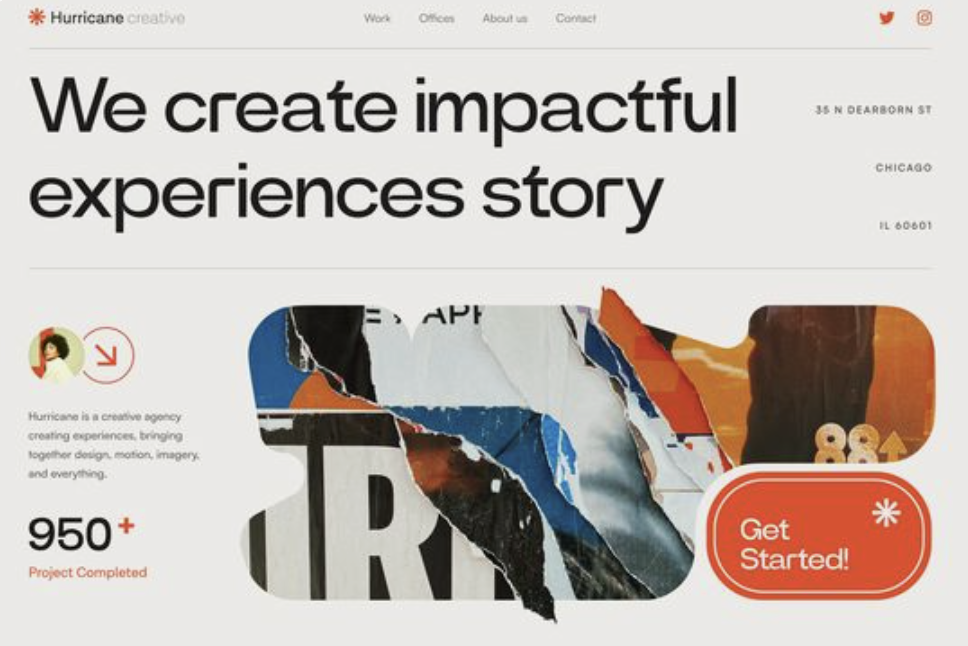 Hurricane creative
Work Offices About us Contact
We create impactful
experiences story
35 N DEARBORN ST
CHICAGO
IL 60601
Hurricane is a creative agency
creating experiences, bringing
together design, motion, imagery,
and everything.
950+
Project Completed
88
Get
Started!